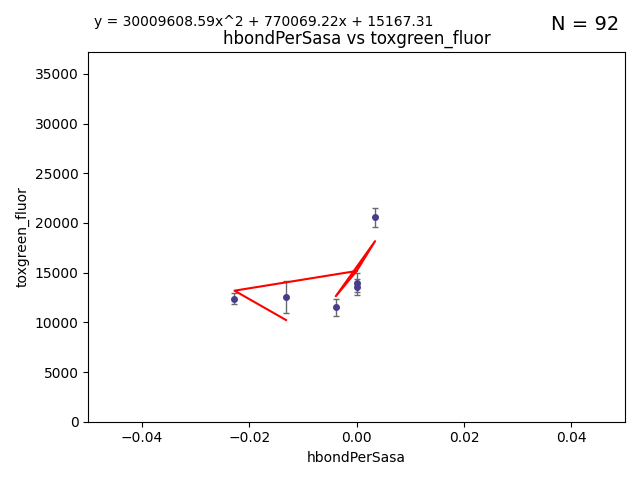 y = 30009608.59x^2 + 770069.22x + 15167.31
N = 92
hbondPerSasa vs toxgreen_fluor
toxgreen_fluor
35000
30000
25000
20000
15000
10000
5000
0
−0.04 −0.02 0.00 0.02 0.04
hbondPerSasa